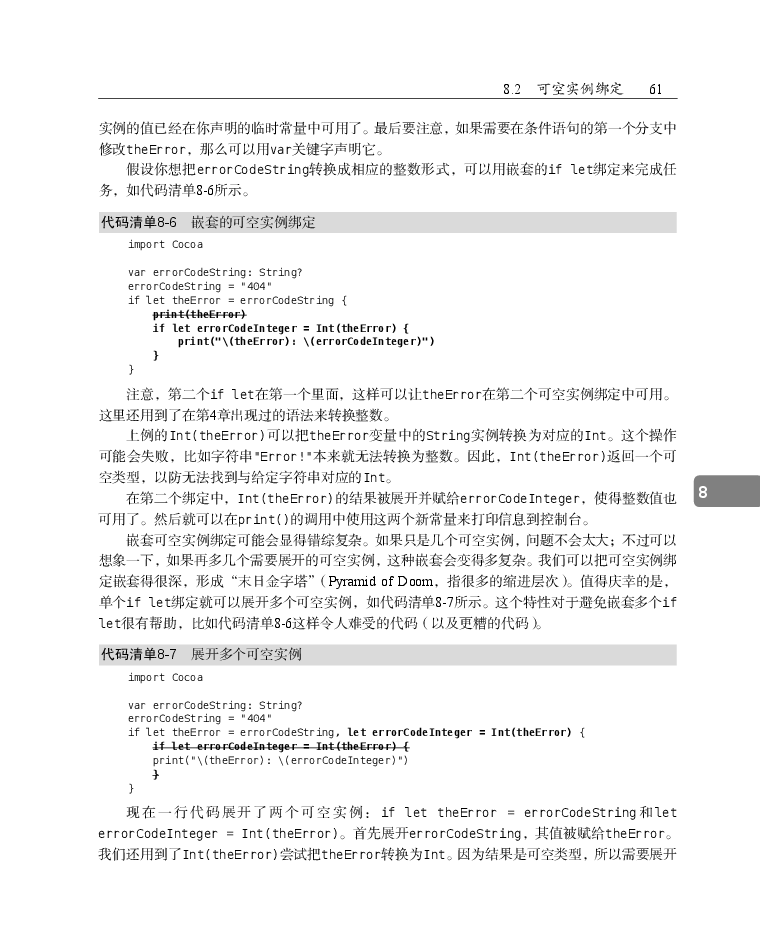 8.2 可空实例绑定 61
实例的值已经在你声明的临时常量中可用了。最后要注意，如果需要在条件语句的第一个分支中
修改theError，那么可以用var关键字声明它。
假设你想把errorCodeString转换成相应的整数形式，可以用嵌套的if let绑定来完成任
务，如代码清单8-6所示。
代码清单8-6 嵌套的可空实例绑定
import Cocoa
var errorCodeString: String?
errorCodeString = "404"
if let theError = errorCodeString {
print(theError)
if let errorCodeInteger = Int(theError) {
print("\(theError): \(errorCodeInteger)")
}
}
注意，第二个if let在第一个里面，这样可以让theError在第二个可空实例绑定中可用。
这里还用到了在第4章出现过的语法来转换整数。
上例的Int(theError)可以把theError变量中的String实例转换为对应的Int。这个操作
可能会失败，比如字符串"Error!"本来就无法转换为整数。因此，Int(theError)返回一个可
空类型，以防无法找到与给定字符串对应的Int。
在第二个绑定中，Int(theError)的结果被展开并赋给errorCodeInteger，使得整数值也
可用了。然后就可以在print()的调用中使用这两个新常量来打印信息到控制台。
8
嵌套可空实例绑定可能会显得错综复杂。如果只是几个可空实例，问题不会太大；不过可以
想象一下，如果再多几个需要展开的可空实例，这种嵌套会变得多复杂。我们可以把可空实例绑
定嵌套得很深，形成“末日金字塔”（Pyramid of Doom，指很多的缩进层次）。值得庆幸的是，
单个if let绑定就可以展开多个可空实例，如代码清单8-7所示。这个特性对于避免嵌套多个if
let很有帮助，比如代码清单8-6这样令人难受的代码（以及更糟的代码）。
代码清单8-7 展开多个可空实例
import Cocoa
var errorCodeString: String?
errorCodeString = "404"
if let theError = errorCodeString, let errorCodeInteger = Int(theError) {
if let errorCodeInteger = Int(theError) {
print("\(theError): \(errorCodeInteger)")
}
}
现在一行代码展开了两个可空实例：if let theError = errorCodeString和let
errorCodeInteger = Int(theError)。首先展开errorCodeString，其值被赋给theError。
我们还用到了Int(theError)尝试把theError转换为Int。因为结果是可空类型，所以需要展开